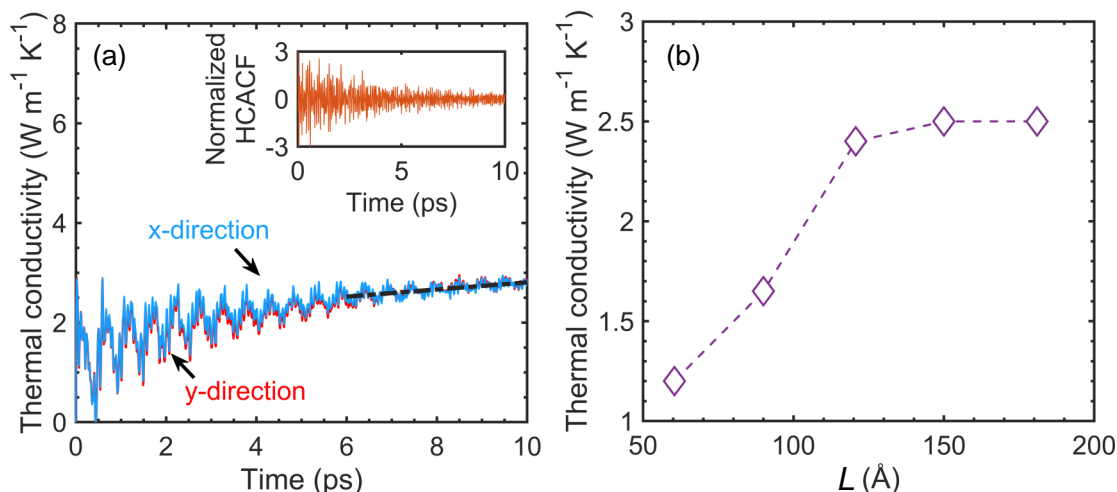 (a)
Thermal conductivity (W m⁻¹ K⁻¹)
8
6
4
2
0
0 2 4 6 8 10
Time (ps)
Normalized
HCACF
3
0
-3
0 5 10
Time (ps)
x-direction
y-direction
(b)
Thermal conductivity (W m⁻¹ K⁻¹)
3
2.5
2
1.5
1
50 100 150 200
L (Å)